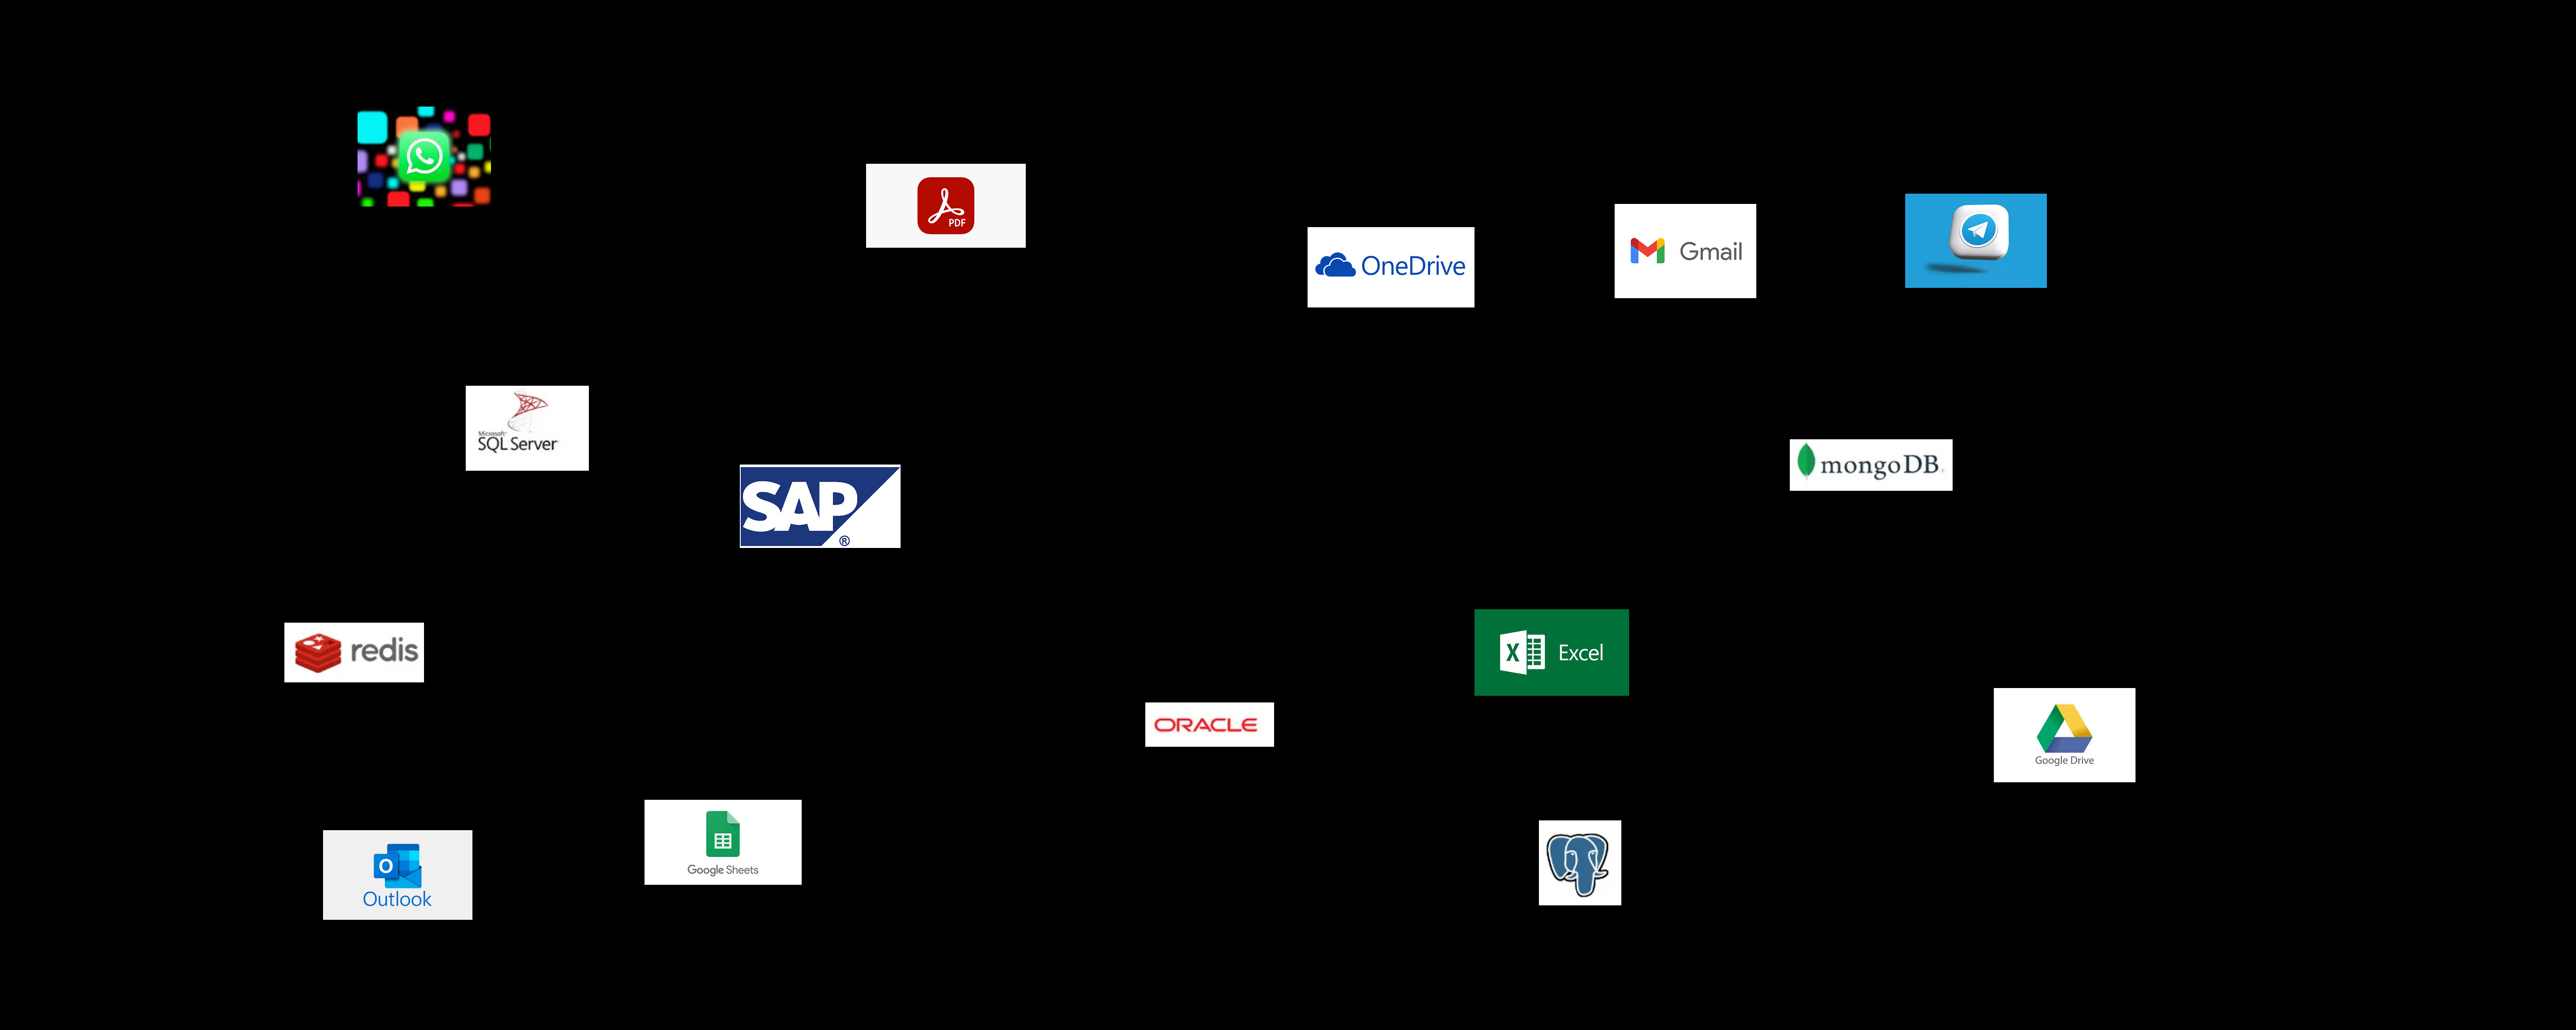 PDF
OneDrive
Gmail
Microsoft®
SQL Server
SAP
®
mongoDB
redis
X
Excel
ORACLE
Google Drive
Google Sheets
O
Outlook